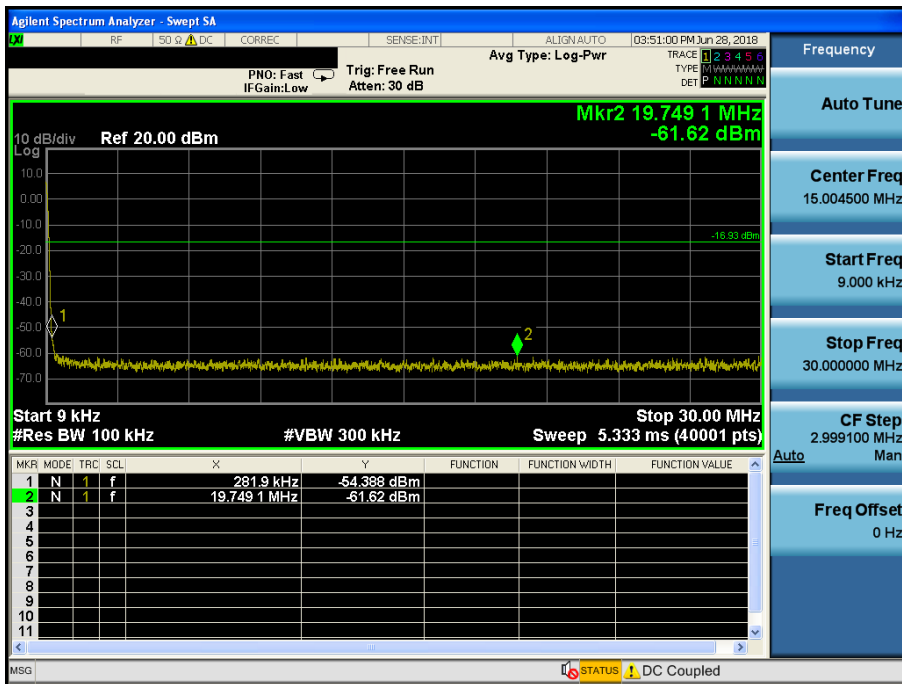 Agilent Spectrum Analyzer - Swept SA
LXI RF 50 Ω DC CORREC SENSE:INT ALIGN AUTO 03:51:00 PM Jun 28, 2018
PNO: Fast
IFGain:Low
Trig: Free Run
Atten: 30 dB
Avg Type: Log-Pwr
TRACE 1 2 3 4 5 6
TYPE M
DET P N N N N N
Mkr2 19.749 1 MHz
-61.62 dBm
10 dB/div
Log
Ref 20.00 dBm
10.0
0.00
-10.0
-20.0
-30.0
-40.0
-50.0
-60.0
-70.0
-16.93 dBm
1
2
Start 9 kHz
Stop 30.00 MHz
#Res BW 100 kHz
#VBW 300 kHz
Sweep 5.333 ms (40001 pts)
MKR MODE TRC SCL X Y FUNCTION FUNCTION WIDTH FUNCTION VALUE
1 N 1 f 281.9 kHz -54.388 dBm
2 N 1 f 19.749 1 MHz -61.62 dBm
3
4
5
6
7
8
9
10
11
MSG
STATUS
DC Coupled
Frequency
Auto Tune
Center Freq
15.004500 MHz
Start Freq
9.000 kHz
Stop Freq
30.000000 MHz
CF Step
2.999100 MHz
Auto Man
Freq Offset
0 Hz